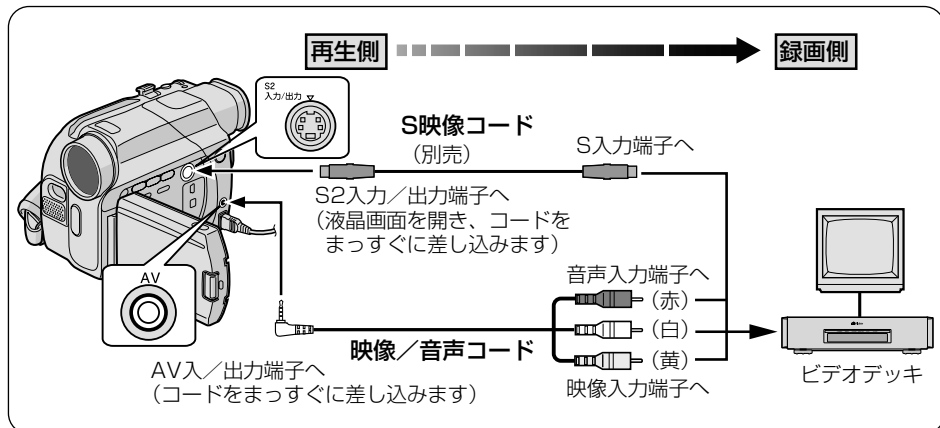 再生側
録画側
S2
入力/出力
S映像コード
(別売)
S入力端子へ
S2入力/出力端子へ
(液晶画面を開き、コードを
まっすぐに差し込みます)
AV
音声入力端子へ
(赤)
(白)
(黄)
映像/音声コード
映像入力端子へ
AV入/出力端子へ
(コードをまっすぐに差し込みます)
ビデオデッキ